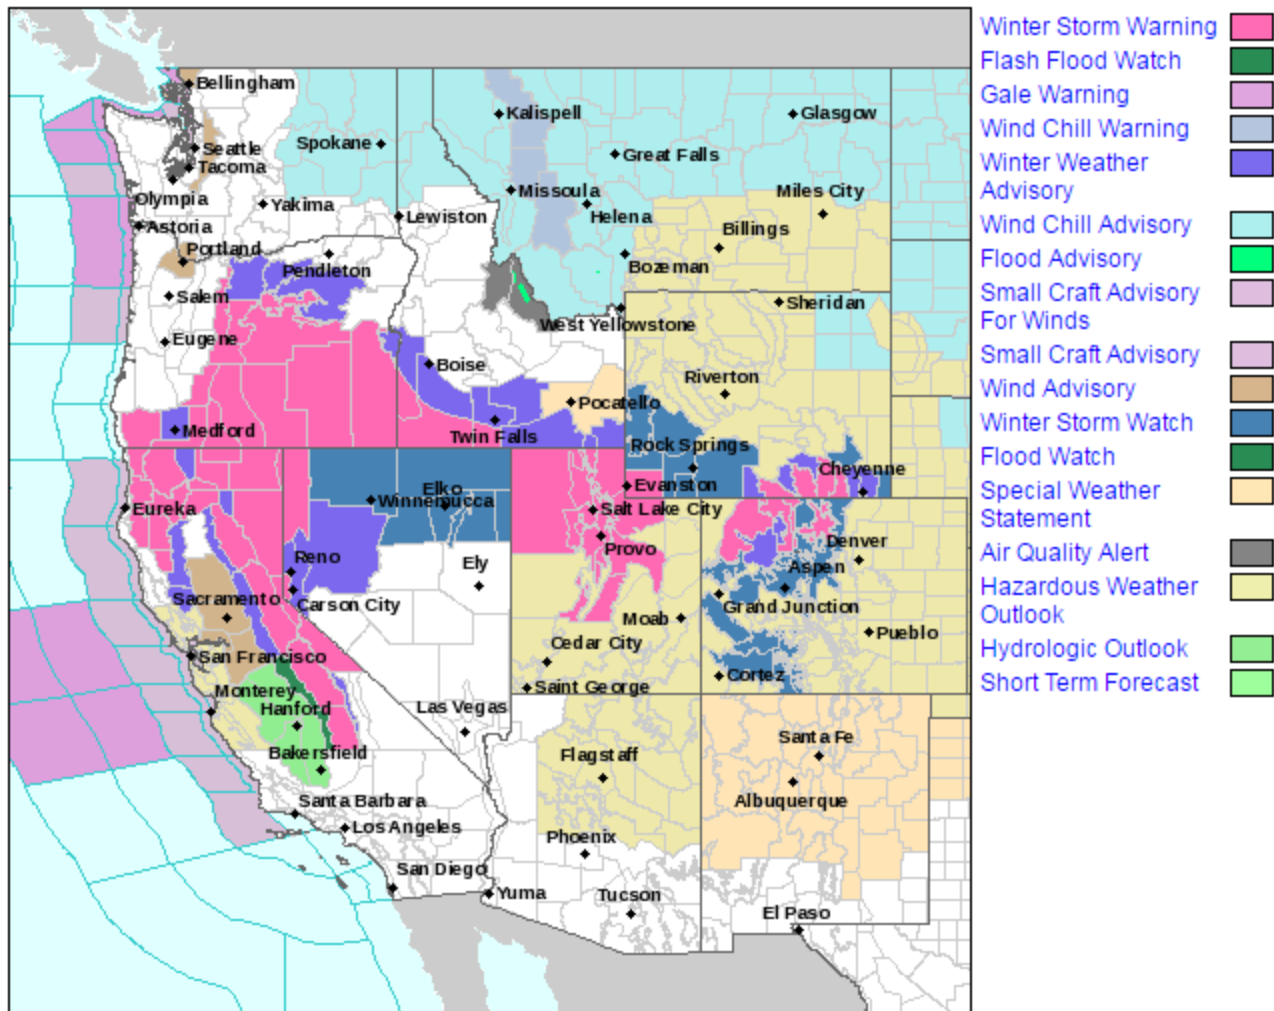 Winter Storm Warning
Flash Flood Watch
Gale Warning
Wind Chill Warning
Winter Weather
Advisory
Wind Chill Advisory
Flood Advisory
Small Craft Advisory
For Winds
Small Craft Advisory
Wind Advisory
Winter Storm Watch
Flood Watch
Special Weather
Statement
Air Quality Alert
Hazardous Weather
Outlook
Hydrologic Outlook
Short Term Forecast
Bellingham
Kalispell
Glasgow
Spokane
Seattle
Great Falls
Tacoma
Olympia
Yakima
Missoula
Miles City
Lewiston
Helena
Astoria
Billings
Portland
Pendleton
Bozeman
Salem
Sheridan
West Yellowstone
Eugene
Boise
Riverton
Pocatello
Medford
Twin Falls
Rock Springs
Cheyenne
Elko
Evanston
Winnemucca
Eureka
Salt Lake City
Provo
Denver
Reno
Ely
Aspen
Sacramento
Carson City
Grand Junction
Moab
Pueblo
Cedar City
San Francisco
Cortez
Saint George
Monterey
Hanford
Las Vegas
Santa Fe
Bakersfield
Flagstaff
Santa Barbara
Albuquerque
Los Angeles
Phoenix
San Diego
Yuma
Tucson
El Paso